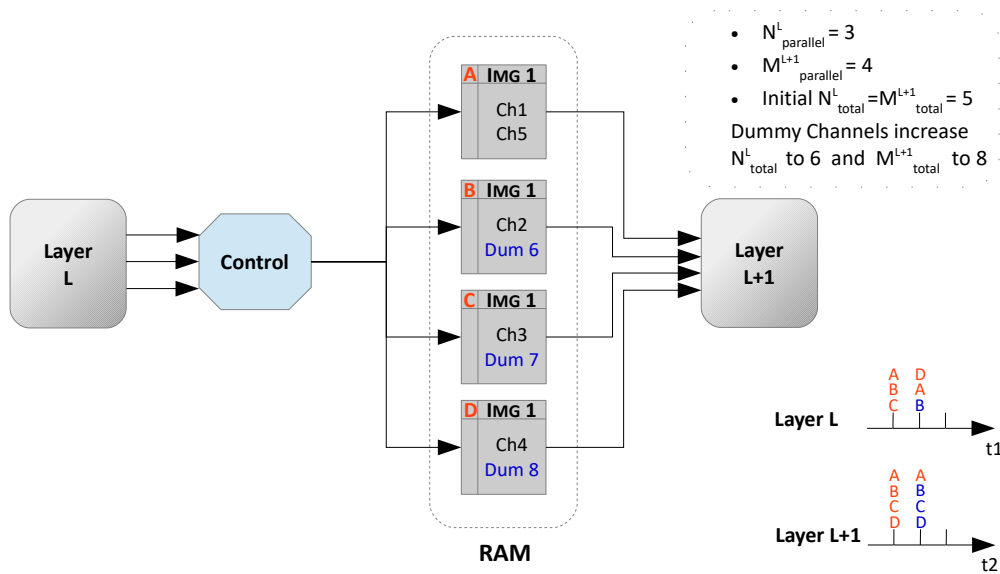 • N^L_parallel = 3
• M^L+1_parallel = 4
• Initial N^L_total=M^L+1_total = 5
Dummy Channels increase
N^L_total to 6 and M^L+1_total to 8
A IMG 1
Ch1
Ch5
B IMG 1
Ch2
Dum 6
C IMG 1
Ch3
Dum 7
D IMG 1
Ch4
Dum 8
RAM
Layer
L
Control
Layer
L+1
A D
B A
C B
Layer L
t1
A A
B B
C C
D D
Layer L+1
t2